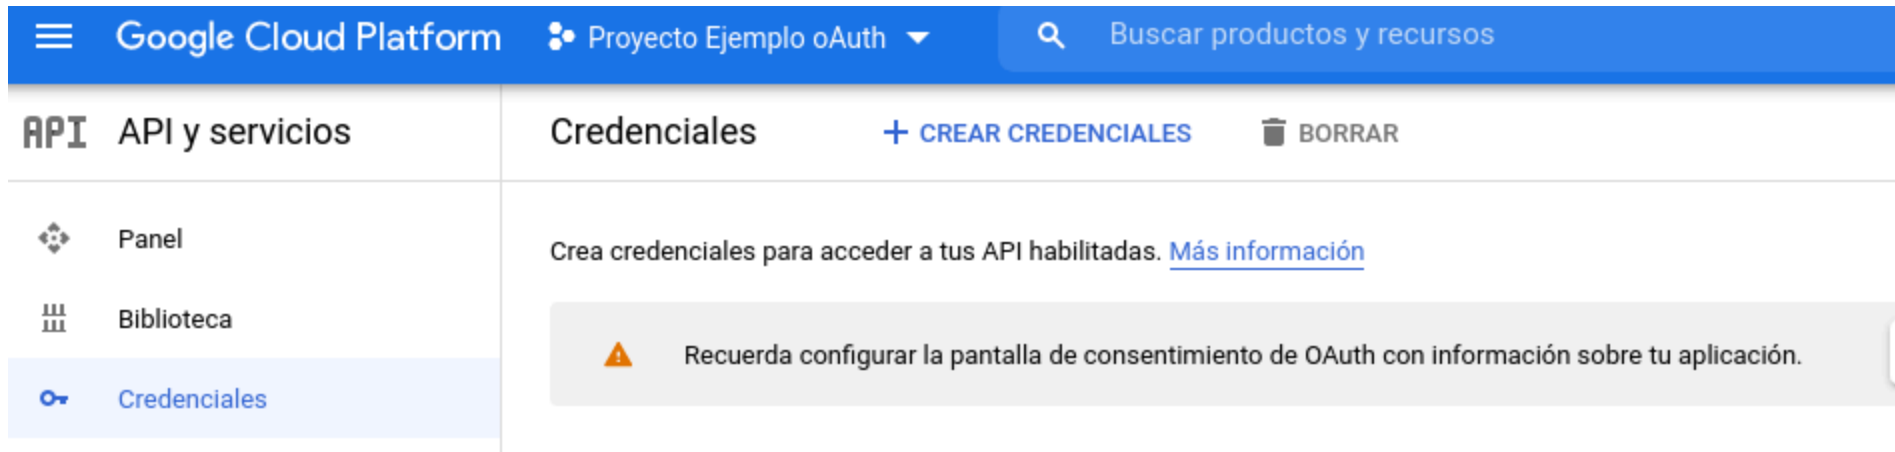 Google Cloud Platform Proyecto Ejemplo oAuth Buscar productos y recursos
API API y servicios Credenciales + CREAR CREDENCIALES BORRAR
Panel
Crea credenciales para acceder a tus API habilitadas. Más información
Biblioteca
Recuerda configurar la pantalla de consentimiento de OAuth con información sobre tu aplicación.
Credenciales